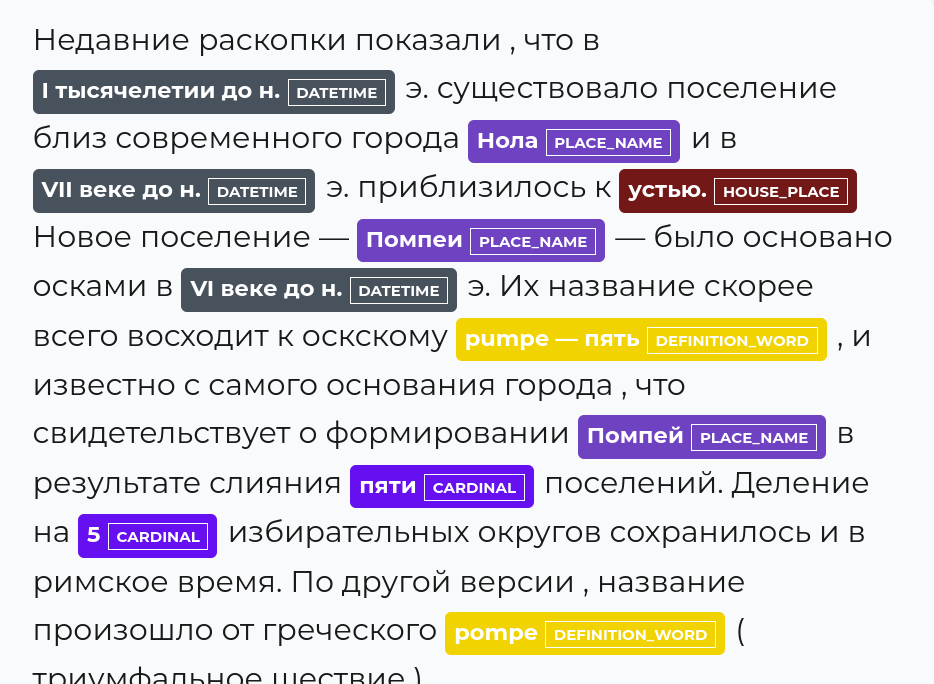 Недавние раскопки показали , что в
I тысячелетии до н. DATETIME э. существовало поселение
близ современного города Нола PLACE_NAME и в
VII веке до н. DATETIME э. приблизилось к устью. HOUSE_PLACE
Новое поселение — Помпеи PLACE_NAME — было основано
осками в VI веке до н. DATETIME э. Их название скорее
всего восходит к оскскому pumpe — пять DEFINITION_WORD , и
известно с самого основания города , что
свидетельствует о формировании Помпей PLACE_NAME в
результате слияния пяти CARDINAL поселений. Деление
на 5 CARDINAL избирательных округов сохранилось и в
римское время. По другой версии , название
произошло от греческого pompe DEFINITION_WORD (
триумфальное шествие )